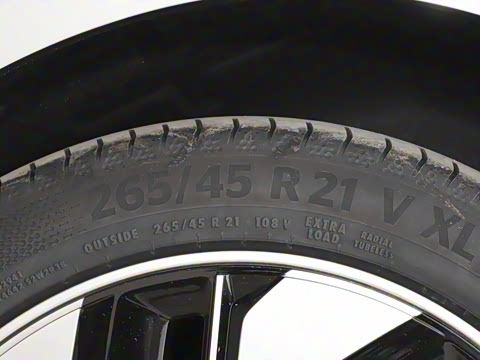 265/45 R 21 V XL
OUTSIDE 265/45 R 21 108 V EXTRA LOAD RADIAL TUBELESS